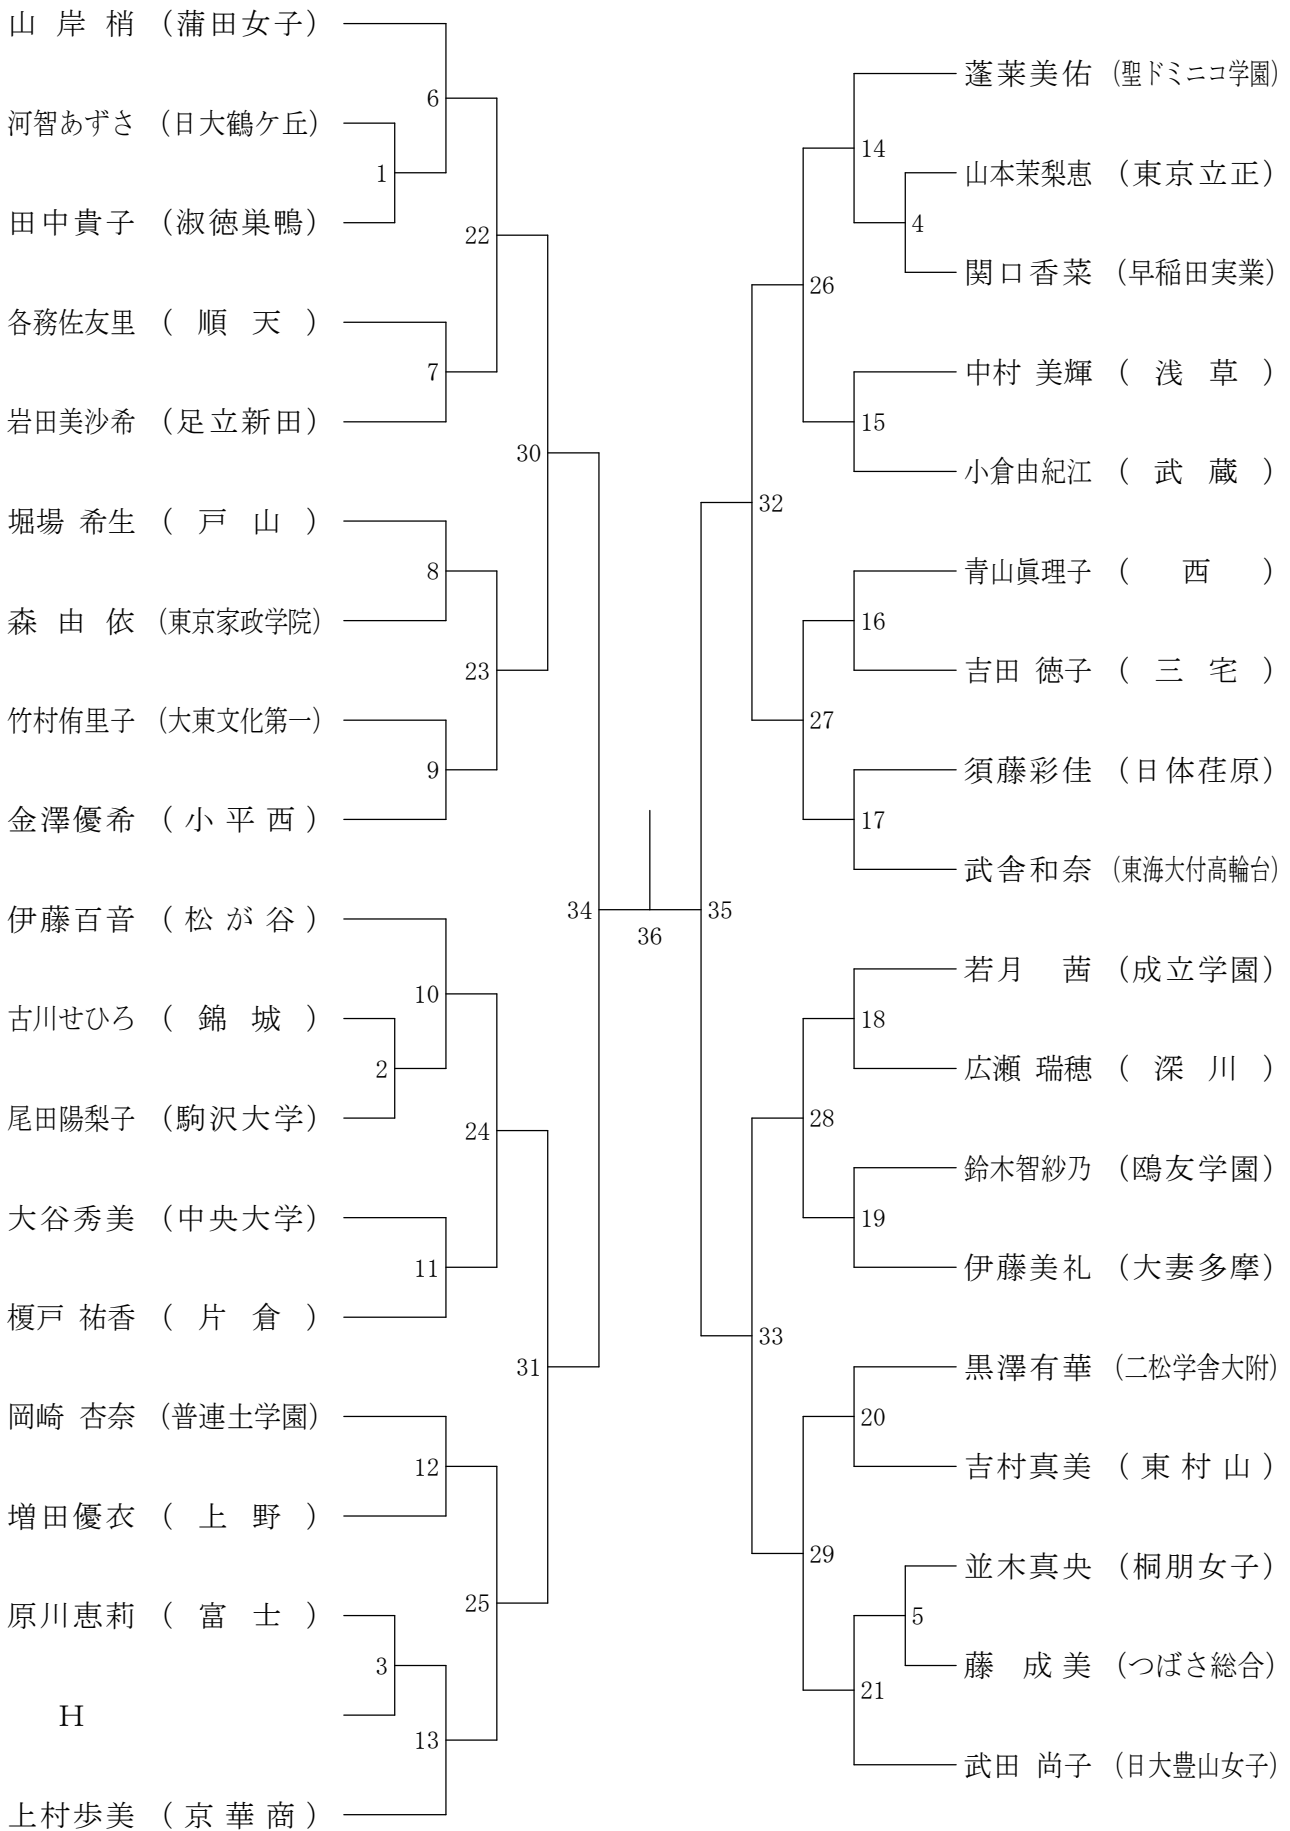 山岸梢 (蒲田女子)
河智あずさ (日大鶴ケ丘)
田中貴子 (淑徳巣鴨)
各務佐友里 (順天)
岩田美沙希 (足立新田)
堀場 希生 (戸山)
森由依 (東京家政学院)
竹村侑里子 (大東文化第一)
金澤優希 (小平西)
伊藤百音 (松が谷)
古川せひろ (錦城)
尾田陽梨子 (駒沢大学)
大谷秀美 (中央大学)
榎戸 祐香 (片倉)
岡崎 杏奈 (普連土学園)
増田優衣 (上野)
原川恵莉 (富士)
H
上村歩美 (京華商)
1
2
3
6
7
8
9
10
11
12
13
22
23
24
25
30
31
34
36
35
32
33
26
27
28
29
14
15
16
17
18
19
20
21
4
5
蓬莱美佑 (聖ドミニコ学園)
山本茉梨恵 (東京立正)
関口香菜 (早稲田実業)
中村 美輝 (浅草)
小倉由紀江 (武蔵)
青山眞理子 (西)
吉田 徳子 (三宅)
須藤彩佳 (日体荏原)
武舎和奈 (東海大付高輪台)
若月 茜 (成立学園)
広瀬 瑞穂 (深川)
鈴木智紗乃 (鴎友学園)
伊藤美礼 (大妻多摩)
黒澤有華 (二松学舎大附)
吉村真美 (東村山)
並木真央 (桐朋女子)
藤 成美 (つばさ総合)
武田 尚子 (日大豊山女子)